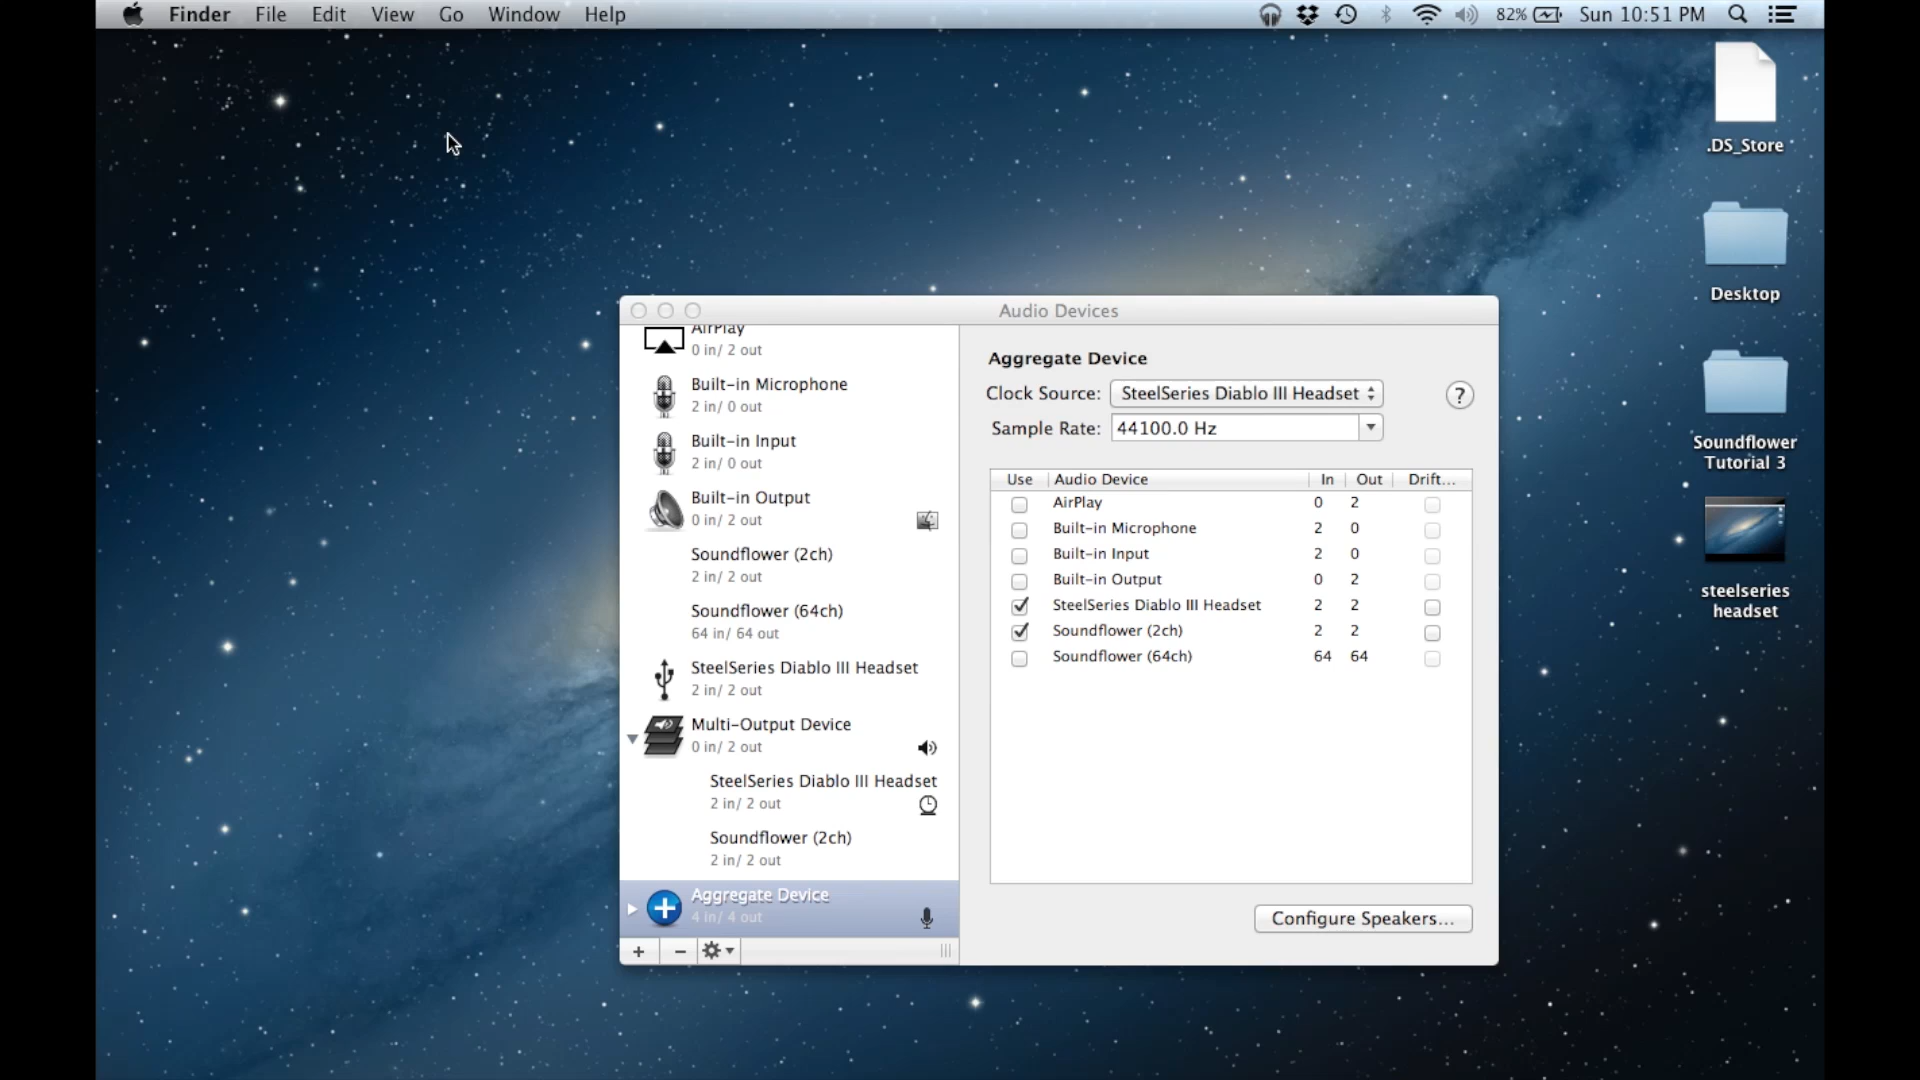 Finder File Edit View Go Window Help 82% Sun 10:51 PM
.DS_Store
Desktop
Soundflower
Tutorial 3
steelseries
headset
Audio Devices
AirPlay
0 in/ 2 out
Built-in Microphone
2 in/ 0 out
Built-in Input
2 in/ 0 out
Built-in Output
0 in/ 2 out
Soundflower (2ch)
2 in/ 2 out
Soundflower (64ch)
64 in/ 64 out
SteelSeries Diablo III Headset
2 in/ 2 out
Multi-Output Device
0 in/ 2 out
SteelSeries Diablo III Headset
2 in/ 2 out
Soundflower (2ch)
2 in/ 2 out
Aggregate Device
4 in/ 4 out
Aggregate Device
Clock Source: SteelSeries Diablo III Headset ?
Sample Rate: 44100.0 Hz
Use Audio Device In Out Drift...
AirPlay 0 2
Built-in Microphone 2 0
Built-in Input 2 0
Built-in Output 0 2
SteelSeries Diablo III Headset 2 2
Soundflower (2ch) 2 2
Soundflower (64ch) 64 64
Configure Speakers...